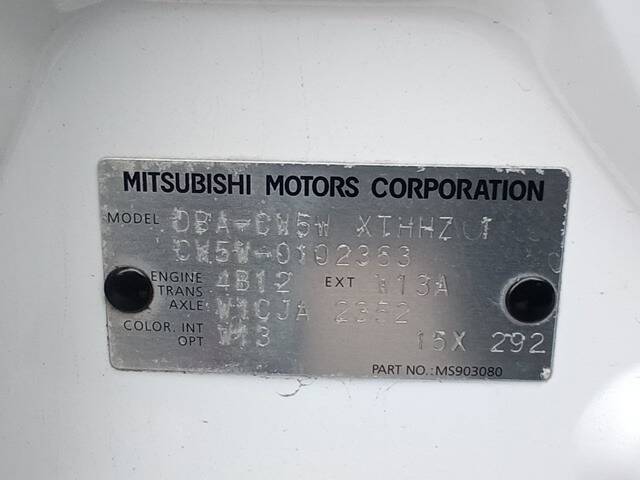 MITSUBISHI MOTORS CORPORATION
MODEL DBA-CW5W XTHHZ
CW5W-0102363
ENGINE 4B12 EXT W13A
TRANS
AXLE W1CJA 2352
COLOR. INT
OPT W13 15X 292
PART NO.: MS903080